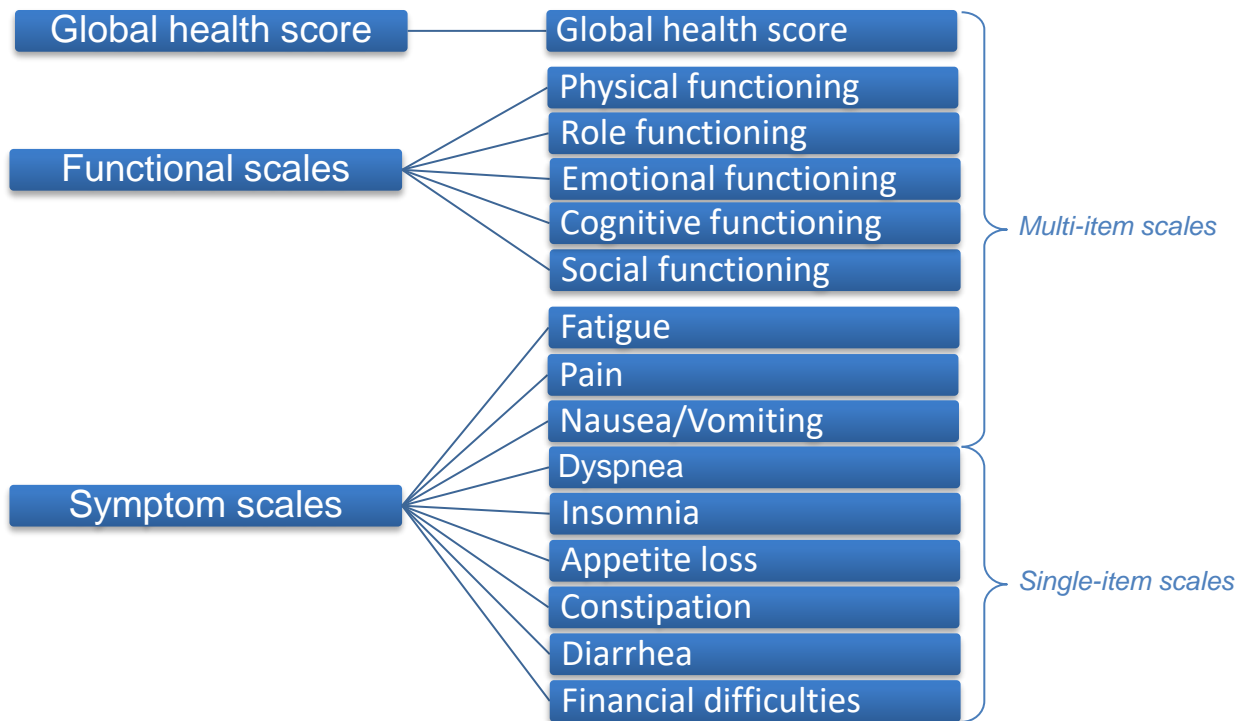 Global health score
Global health score
Physical functioning
Role functioning
Functional scales
Emotional functioning
Cognitive functioning
Multi-item scales
Social functioning
Fatigue
Pain
Nausea/Vomiting
Dyspnea
Symptom scales
Insomnia
Appetite loss
Single-item scales
Constipation
Diarrhea
Financial difficulties